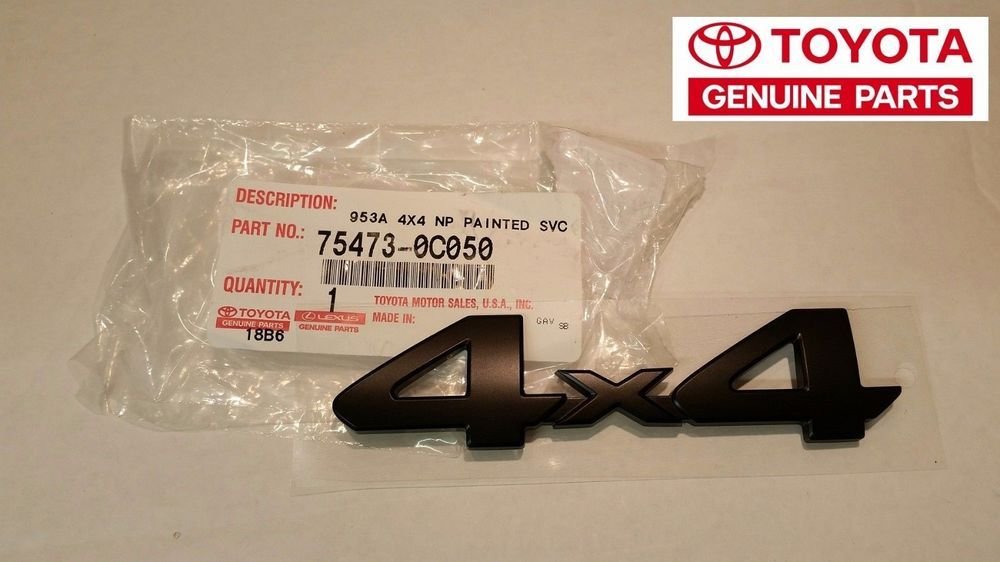 TOYOTA
GENUINE PARTS
DESCRIPTION:
953A 4X4 NP PAINTED SVC
PART NO.:
75473-0C050
QUANTITY:
1
TOYOTA MOTOR SALES, U.S.A., INC.
TOYOTA
GENUINE PARTS
LEXUS
GENUINE PARTS
MADE IN:
GAV
SB
18B6
4x4